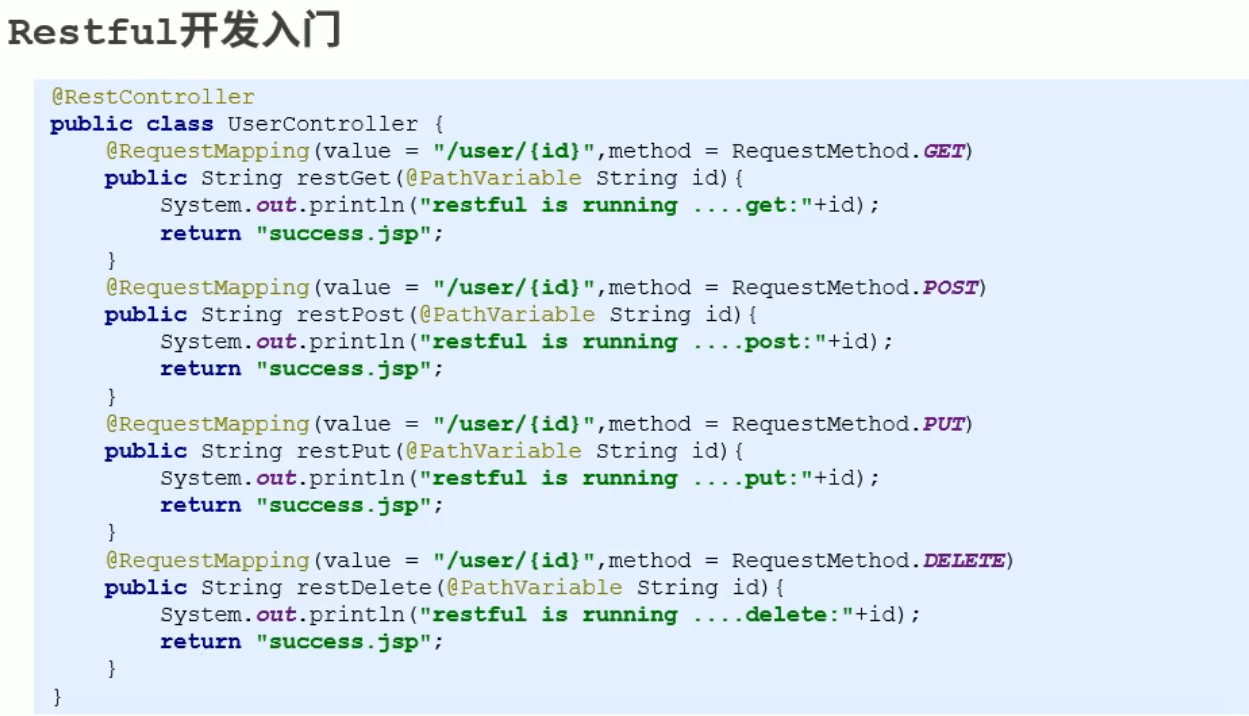 Restful开发入门
@RestController
public class UserController {
    @RequestMapping(value = "/user/{id}",method = RequestMethod.GET)
    public String restGet(@PathVariable String id){
        System.out.println("restful is running ....get:"+id);
        return "success.jsp";
    }
    @RequestMapping(value = "/user/{id}",method = RequestMethod.POST)
    public String restPost(@PathVariable String id){
        System.out.println("restful is running ....post:"+id);
        return "success.jsp";
    }
    @RequestMapping(value = "/user/{id}",method = RequestMethod.PUT)
    public String restPut(@PathVariable String id){
        System.out.println("restful is running ....put:"+id);
        return "success.jsp";
    }
    @RequestMapping(value = "/user/{id}",method = RequestMethod.DELETE)
    public String restDelete(@PathVariable String id){
        System.out.println("restful is running ....delete:"+id);
        return "success.jsp";
    }
}